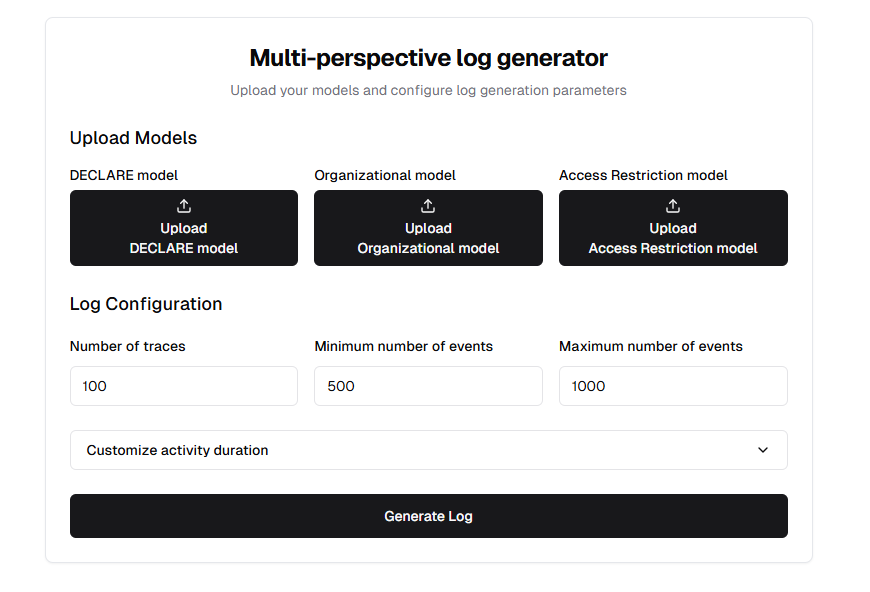 Multi-perspective log generator
Upload your models and configure log generation parameters
Upload Models
DECLARE model
Organizational model
Access Restriction model
Upload
DECLARE model
Upload
Organizational model
Upload
Access Restriction model
Log Configuration
Number of traces
Minimum number of events
Maximum number of events
100
500
1000
Customize activity duration
Generate Log